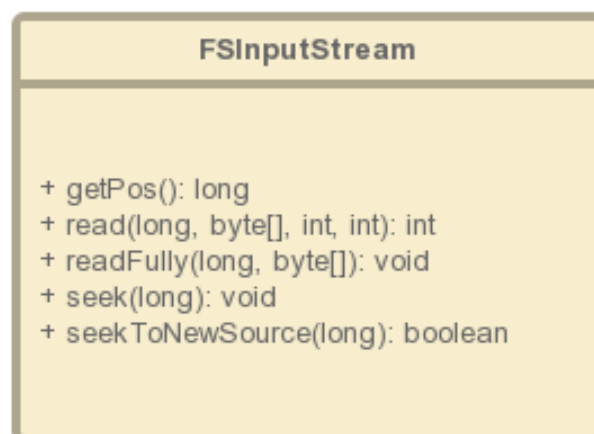 FSInputStream
+ getPos(): long
+ read(long, byte[], int, int): int
+ readFully(long, byte[]): void
+ seek(long): void
+ seekToNewSource(long): boolean